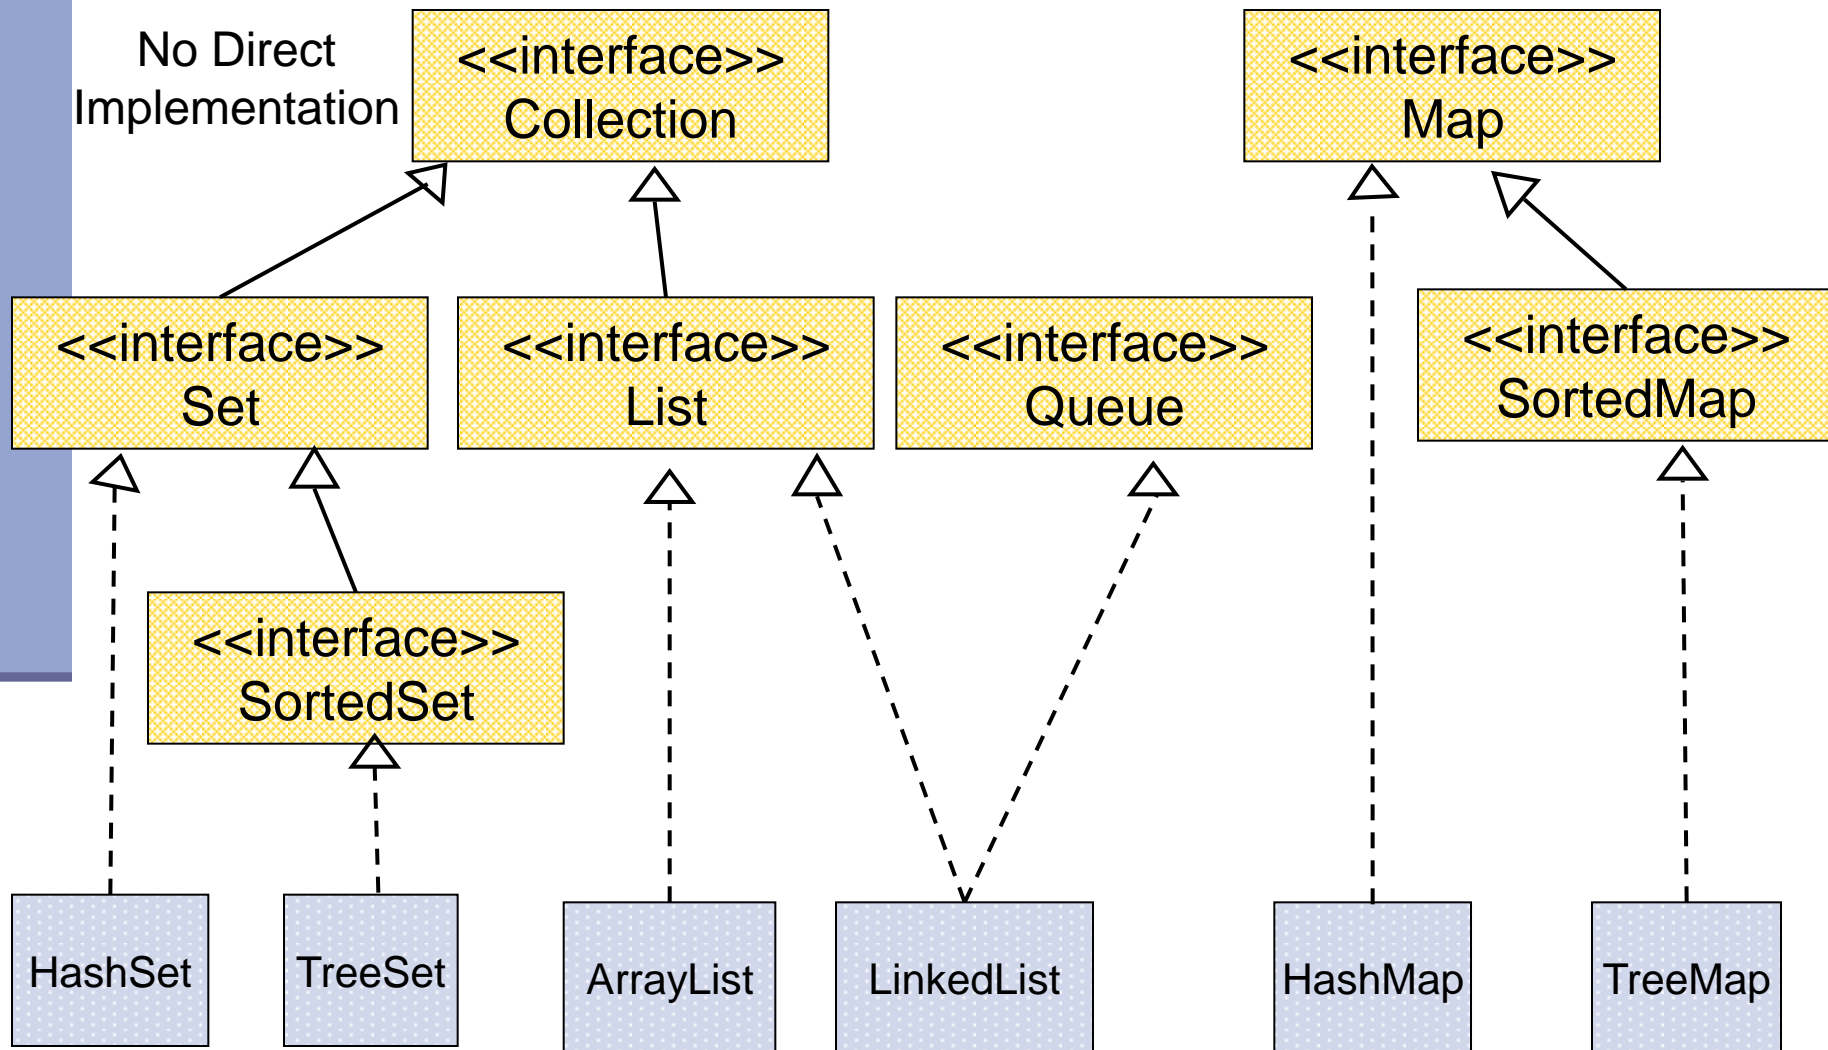 No Direct
Implementation
<<interface>>
Collection
<<interface>>
Map
<<interface>>
Set
<<interface>>
List
<<interface>>
Queue
<<interface>>
SortedMap
<<interface>>
SortedSet
HashSet
TreeSet
ArrayList
LinkedList
HashMap
TreeMap